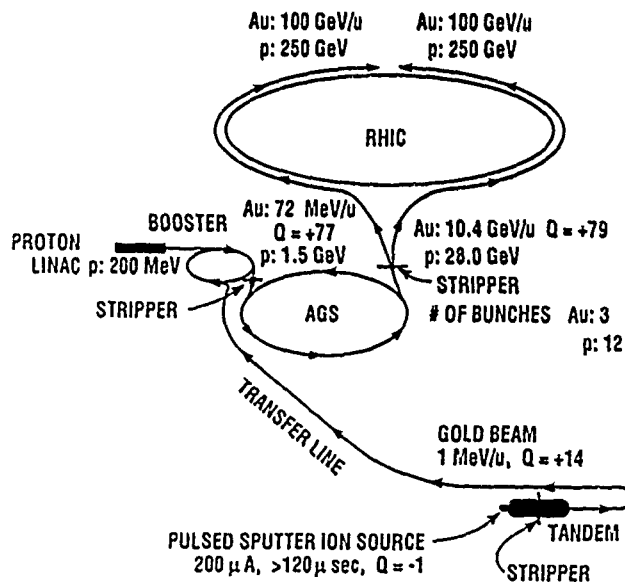 Au: 100 GeV/u
p: 250 GeV
Au: 100 GeV/u
p: 250 GeV
RHIC
Au: 72 MeV/u
Q = +77
p: 1.5 GeV
Au: 10.4 GeV/u Q = +79
p: 28.0 GeV
STRIPPER
BOOSTER
PROTON
LINAC p: 200 MeV
STRIPPER
AGS
# OF BUNCHES Au: 3
p: 12
TRANSFER LINE
GOLD BEAM
1 MeV/u, Q = +14
TANDEM
PULSED SPUTTER ION SOURCE
200 μ A, >120 μ sec, Q = -1
STRIPPER